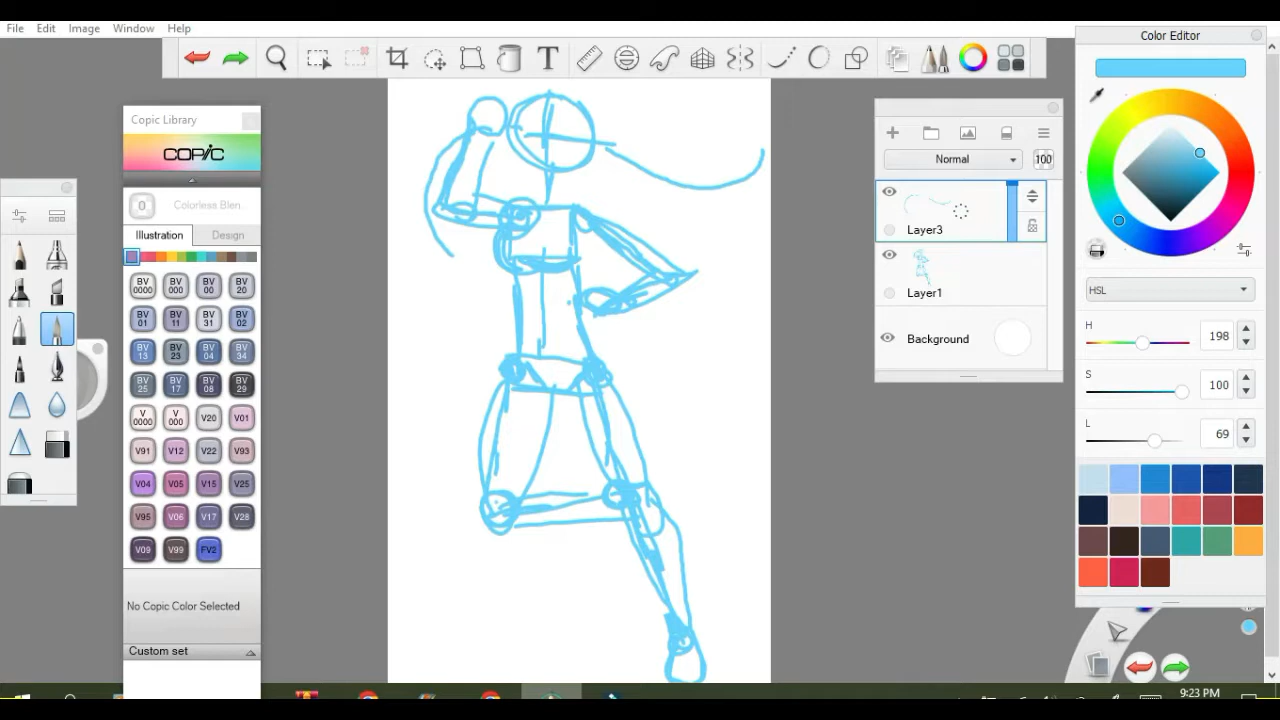 File Edit Image Window Help
Color Editor
Copic Library
COPIC
0 Colorless Blen
Illustration Design
BV 0000 BV 000 BV 00 BV 20
BV 01 BV 11 BV 31 BV 02
BV 13 BV 23 BV 04 BV 34
BV 25 BV 17 BV 08 BV 29
V 0000 V 000 V20 V01
V91 V12 V22 V93
V04 V05 V15 V25
V95 V06 V17 V28
V09 V99 FV2
No Copic Color Selected
Custom set
T
Normal 100
Layer3
Layer1
Background
HSL
H 198
S 100
L 69
9:23 PM